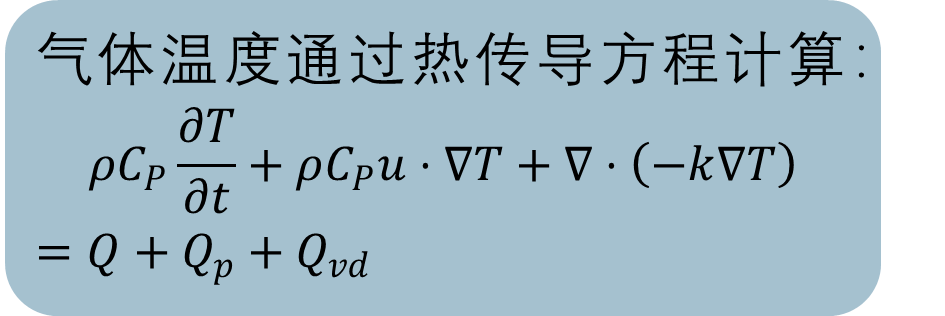 气体温度通过热传导方程计算：
ρC_P ∂T/∂t + ρC_P u · ∇T + ∇ · (−k∇T)
= Q + Q_p + Q_vd